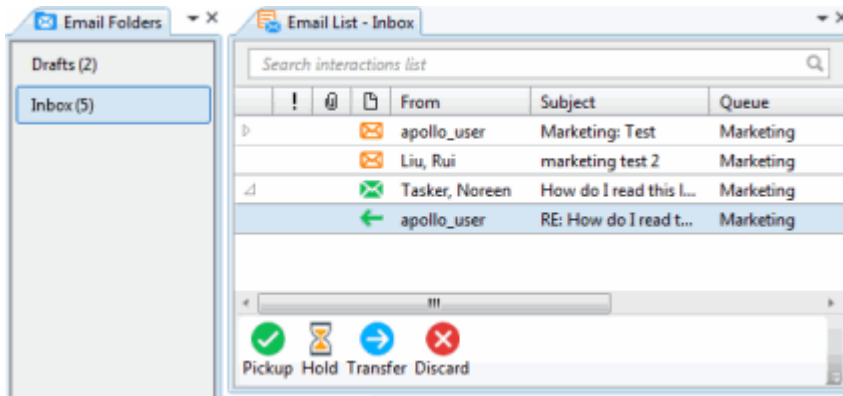 Email Folders
Drafts (2)
Inbox (5)
Email List - Inbox
Search interactions list
! From Subject Queue
apollo_user Marketing: Test Marketing
Liu, Rui marketing test 2 Marketing
Tasker, Noreen How do I read this l... Marketing
apollo_user RE: How do I read t... Marketing
Pickup Hold Transfer Discard